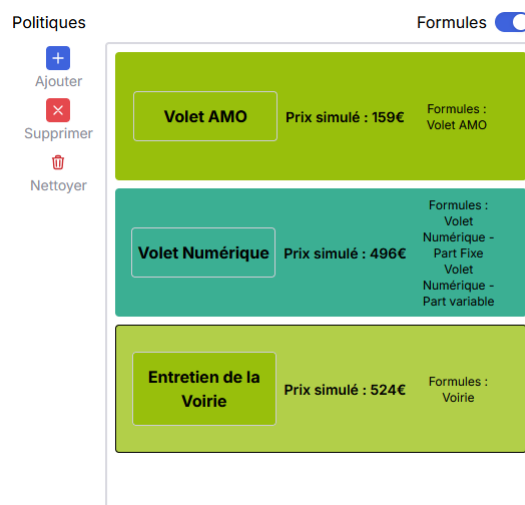 Politiques
Formules
Ajouter
Supprimer
Nettoyer
Volet AMO
Prix simulé : 159€
Formules :
Volet AMO
Volet Numérique
Prix simulé : 496€
Formules :
Volet
Numérique -
Part Fixe
Volet
Numérique -
Part variable
Entretien de la
Voirie
Prix simulé : 524€
Formules :
Voirie